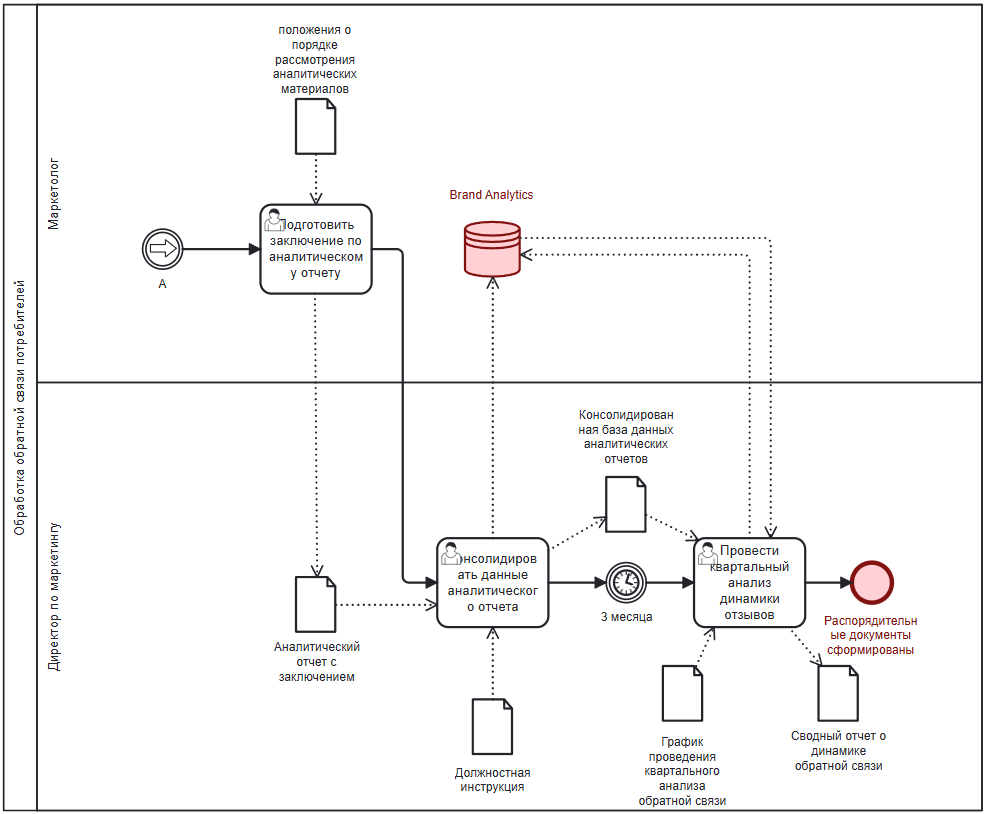 Обработка обратной связи потребителей
Маркетолог
положения о
порядке
рассмотрения
аналитических
материалов
А
Подготовить
заключение по
аналитическом
у отчету
Brand Analytics
Директор по маркетингу
Аналитический
отчет с
заключением
Консолидиров
ать данные
аналитическог
о отчета
Должностная
инструкция
Консолидирован
ная база данных
аналитических
отчетов
3 месяца
Провести
квартальный
анализ
динамики
отзывов
График
проведения
квартального
анализа
обратной связи
Сводный отчет о
динамике
обратной связи
Распорядительн
ые документы
сформированы